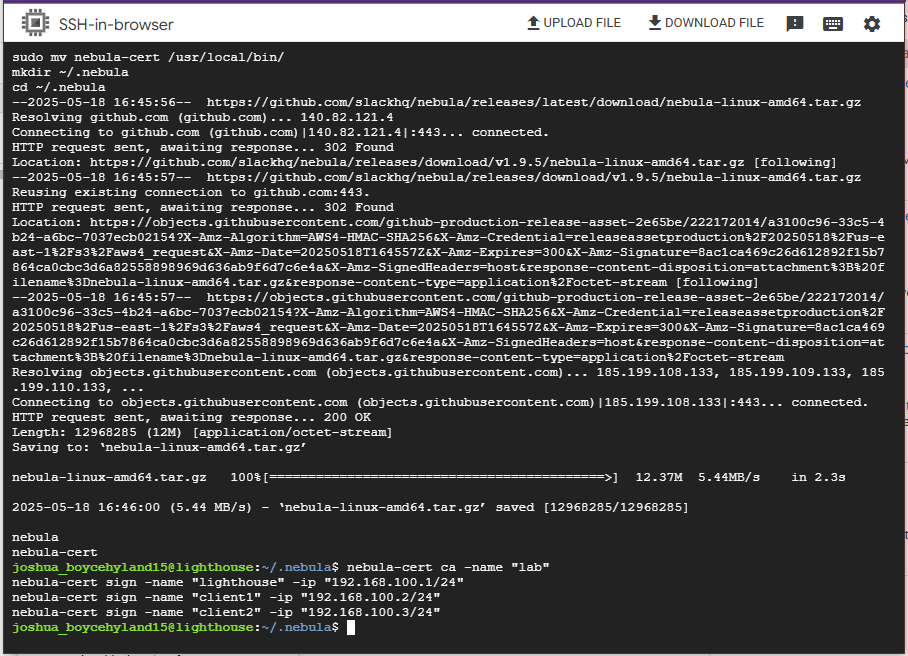 SSH-in-browser
UPLOAD FILE
DOWNLOAD FILE
sudo mv nebula-cert /usr/local/bin/
mkdir ~/.nebula
cd ~/.nebula
--2025-05-18 16:45:56--  https://github.com/slackhq/nebula/releases/latest/download/nebula-linux-amd64.tar.gz
Resolving github.com (github.com)... 140.82.121.4
Connecting to github.com (github.com)|140.82.121.4|:443... connected.
HTTP request sent, awaiting response... 302 Found
Location: https://github.com/slackhq/nebula/releases/download/v1.9.5/nebula-linux-amd64.tar.gz [following]
--2025-05-18 16:45:57--  https://github.com/slackhq/nebula/releases/download/v1.9.5/nebula-linux-amd64.tar.gz
Reusing existing connection to github.com:443.
HTTP request sent, awaiting response... 302 Found
Location: https://objects.githubusercontent.com/github-production-release-asset-2e65be/222172014/a3100c96-33c5-4
b24-a6bc-7037ecb02154?X-Amz-Algorithm=AWS4-HMAC-SHA256&X-Amz-Credential=releaseassetproduction%2F20250518%2Fus-e
ast-1%2Fs3%2Faws4_request&X-Amz-Date=20250518T164557Z&X-Amz-Expires=300&X-Amz-Signature=8ac1ca469c26d612892f15b7
864ca0cbc3d6a82558898969d636ab9f6d7c6e4a&X-Amz-SignedHeaders=host&response-content-disposition=attachment%3B%20f
ilename%3Dnebula-linux-amd64.tar.gz&response-content-type=application%2Foctet-stream [following]
--2025-05-18 16:45:57--  https://objects.githubusercontent.com/github-production-release-asset-2e65be/222172014/
a3100c96-33c5-4b24-a6bc-7037ecb02154?X-Amz-Algorithm=AWS4-HMAC-SHA256&X-Amz-Credential=releaseassetproduction%2F
20250518%2Fus-east-1%2Fs3%2Faws4_request&X-Amz-Date=20250518T164557Z&X-Amz-Expires=300&X-Amz-Signature=8ac1ca469
c26d612892f15b7864ca0cbc3d6a82558898969d636ab9f6d7c6e4a&X-Amz-SignedHeaders=host&response-content-disposition=at
tachment%3B%20filename%3Dnebula-linux-amd64.tar.gz&response-content-type=application%2Foctet-stream
Resolving objects.githubusercontent.com (objects.githubusercontent.com)... 185.199.108.133, 185.199.109.133, 185
.199.110.133, ...
Connecting to objects.githubusercontent.com (objects.githubusercontent.com)|185.199.108.133|:443... connected.
HTTP request sent, awaiting response... 200 OK
Length: 12968285 (12M) [application/octet-stream]
Saving to: ‘nebula-linux-amd64.tar.gz’
nebula-linux-amd64.tar.gz   100%[===========================================>]  12.37M  5.44MB/s    in 2.3s
2025-05-18 16:46:00 (5.44 MB/s) - ‘nebula-linux-amd64.tar.gz’ saved [12968285/12968285]
nebula
nebula-cert
joshua_boycehyland15@lighthouse:~/.nebula$ nebula-cert ca -name "lab"
nebula-cert sign -name "lighthouse" -ip "192.168.100.1/24"
nebula-cert sign -name "client1" -ip "192.168.100.2/24"
nebula-cert sign -name "client2" -ip "192.168.100.3/24"
joshua_boycehyland15@lighthouse:~/.nebula$